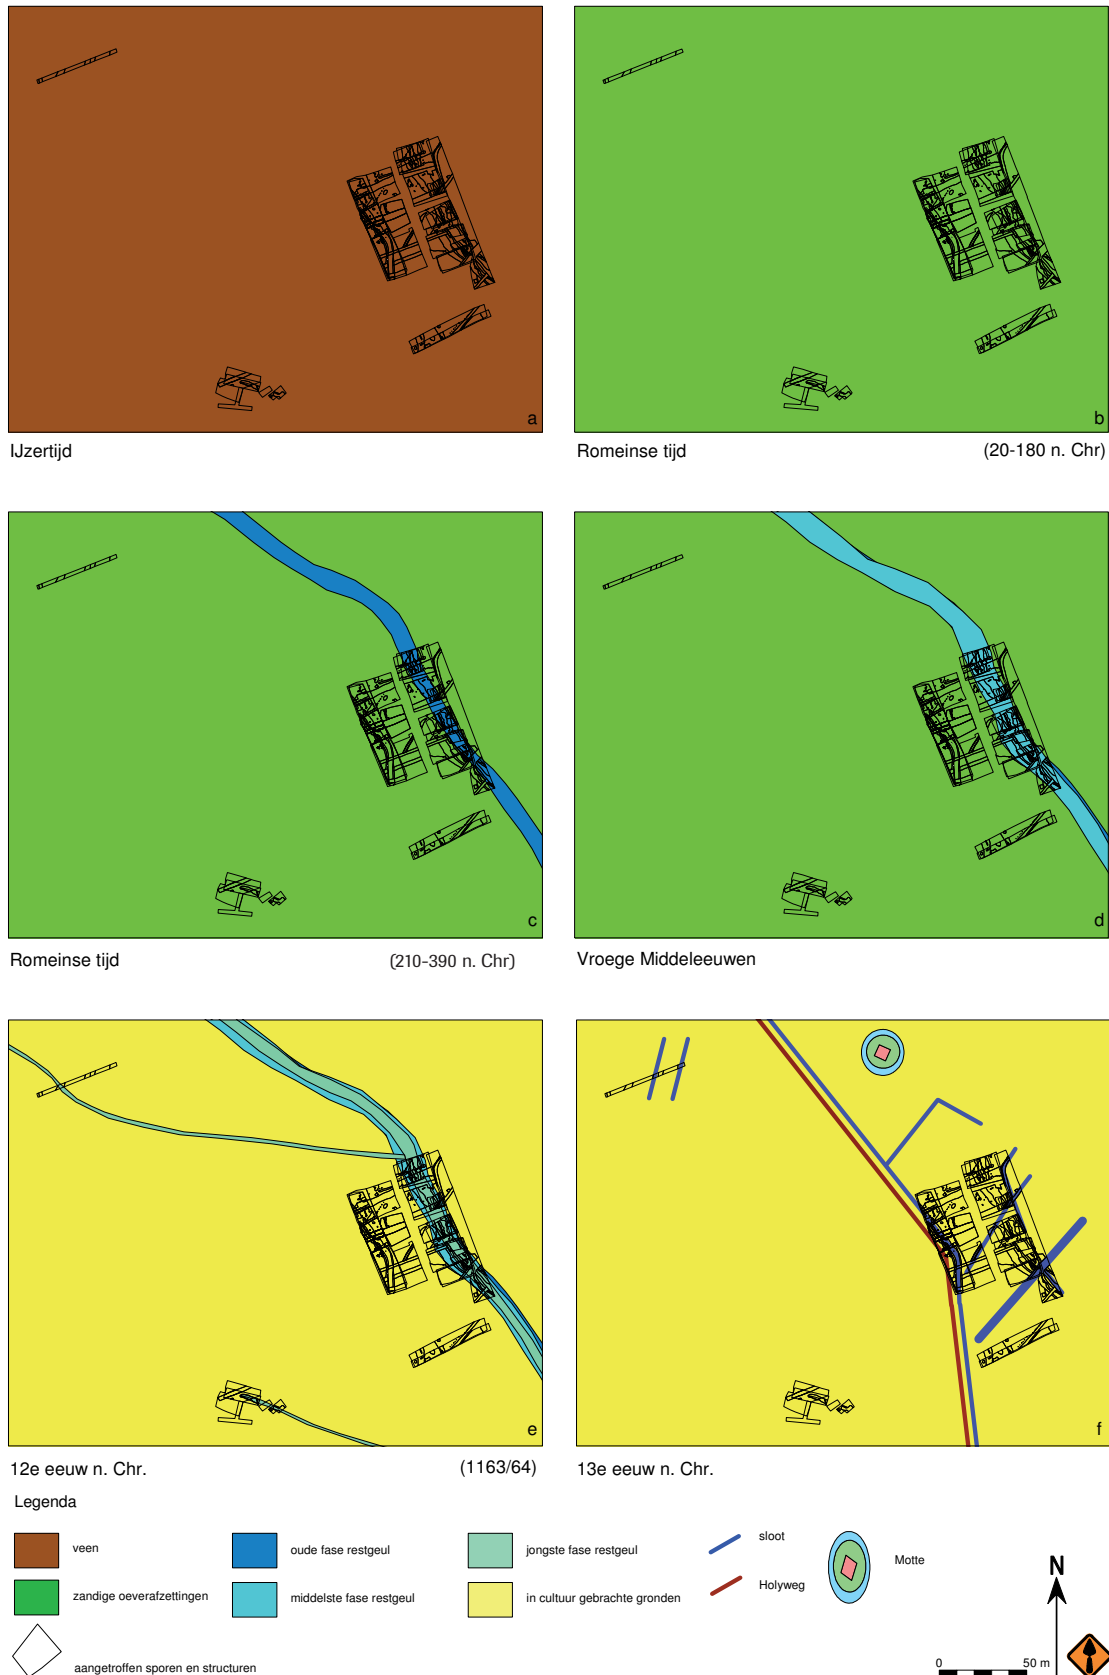 a
b
IJzertijd
Romeinse tijd (20-180 n. Chr)
c
d
Romeinse tijd (210-390 n. Chr)
Vroege Middeleeuwen
e
f
12e eeuw n. Chr. (1163/64)
13e eeuw n. Chr.
Legenda
veen
oude fase restgeul
jongste fase restgeul
sloot
Motte
zandige oeverafzettingen
middelste fase restgeul
in cultuur gebrachte gronden
Holyweg
aangetroffen sporen en structuren
N
0 50 m